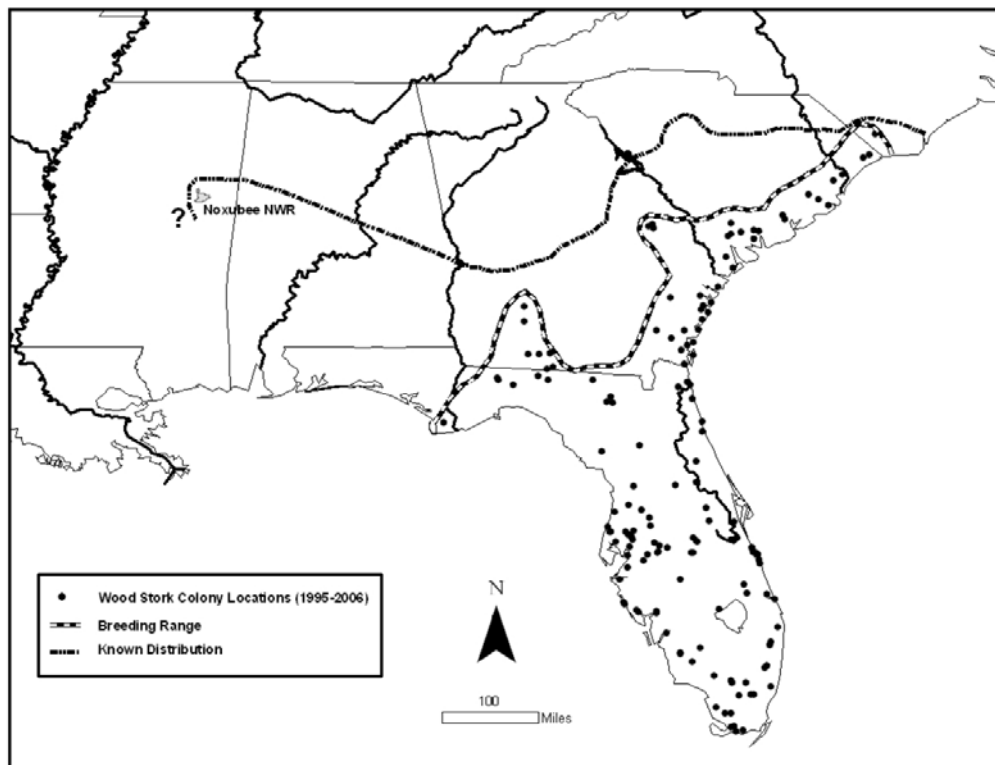 Noxubee NWR
?
Wood Stork Colony Locations (1995-2006)
Breeding Range
Known Distribution
N
100
Miles